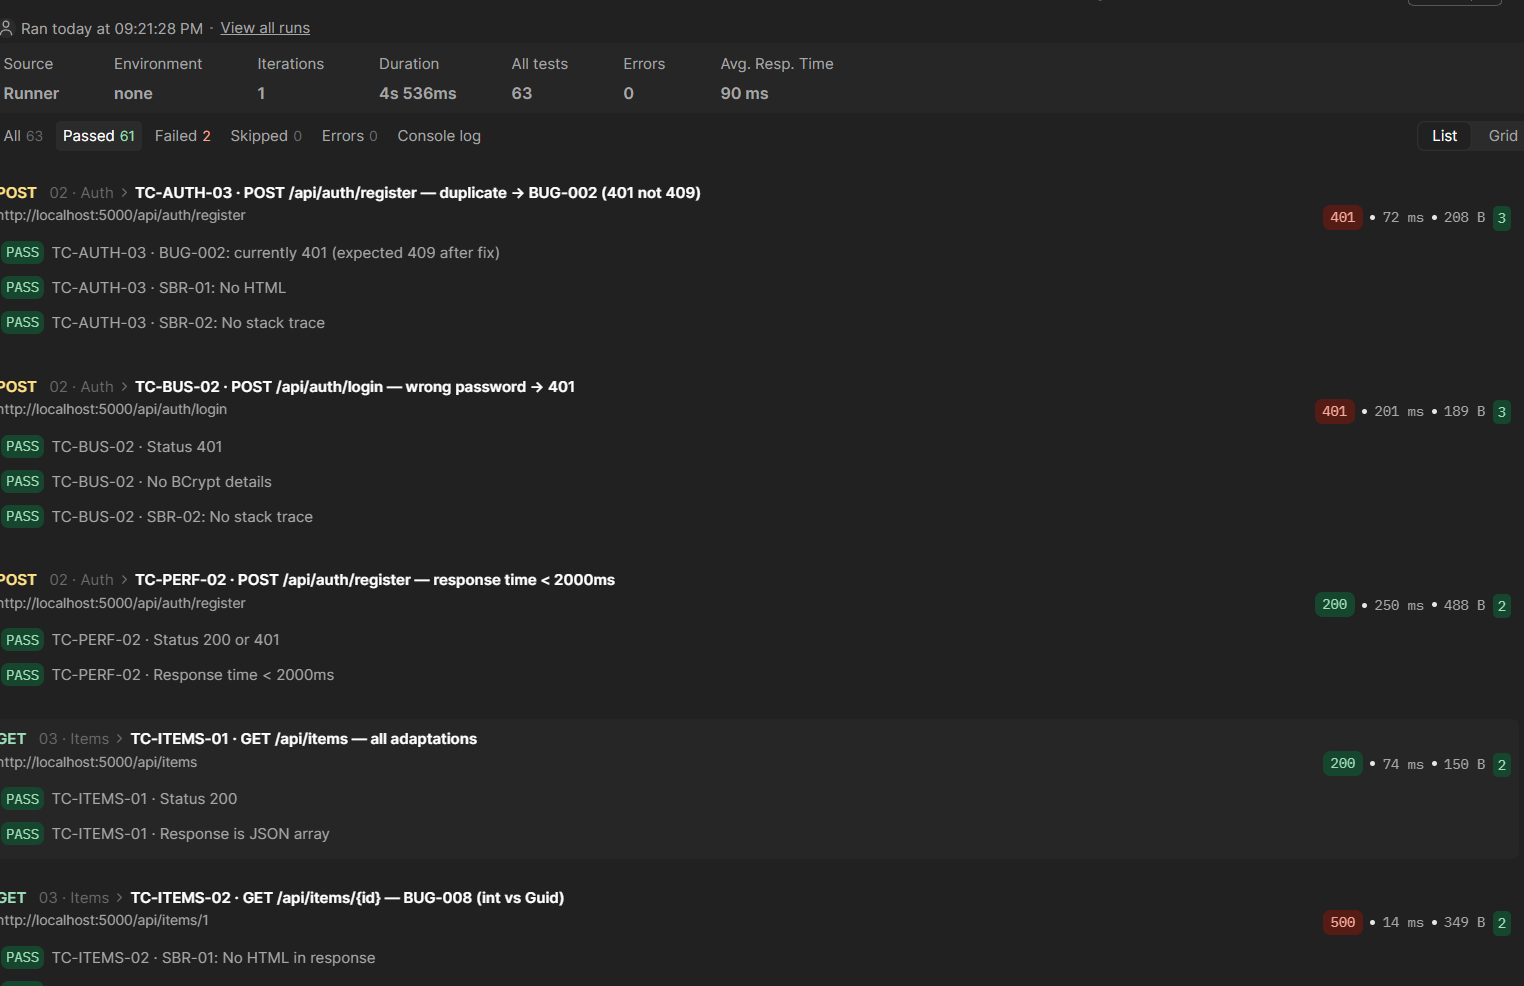 Ran today at 09:21:28 PM · View all runs
Source Environment Iterations Duration All tests Errors Avg. Resp. Time
Runner none 1 4s 536ms 63 0 90 ms
All 63 Passed 61 Failed 2 Skipped 0 Errors 0 Console log List Grid
POST 02 · Auth > TC-AUTH-03 · POST /api/auth/register — duplicate → BUG-002 (401 not 409)
http://localhost:5000/api/auth/register
401 • 72 ms • 208 B 3
PASS TC-AUTH-03 · BUG-002: currently 401 (expected 409 after fix)
PASS TC-AUTH-03 · SBR-01: No HTML
PASS TC-AUTH-03 · SBR-02: No stack trace
POST 02 · Auth > TC-BUS-02 · POST /api/auth/login — wrong password → 401
http://localhost:5000/api/auth/login
401 • 201 ms • 189 B 3
PASS TC-BUS-02 · Status 401
PASS TC-BUS-02 · No BCrypt details
PASS TC-BUS-02 · SBR-02: No stack trace
POST 02 · Auth > TC-PERF-02 · POST /api/auth/register — response time < 2000ms
http://localhost:5000/api/auth/register
200 • 250 ms • 488 B 2
PASS TC-PERF-02 · Status 200 or 401
PASS TC-PERF-02 · Response time < 2000ms
GET 03 · Items > TC-ITEMS-01 · GET /api/items — all adaptations
http://localhost:5000/api/items
200 • 74 ms • 150 B 2
PASS TC-ITEMS-01 · Status 200
PASS TC-ITEMS-01 · Response is JSON array
GET 03 · Items > TC-ITEMS-02 · GET /api/items/{id} — BUG-008 (int vs Guid)
http://localhost:5000/api/items/1
500 • 14 ms • 349 B 2
PASS TC-ITEMS-02 · SBR-01: No HTML in response